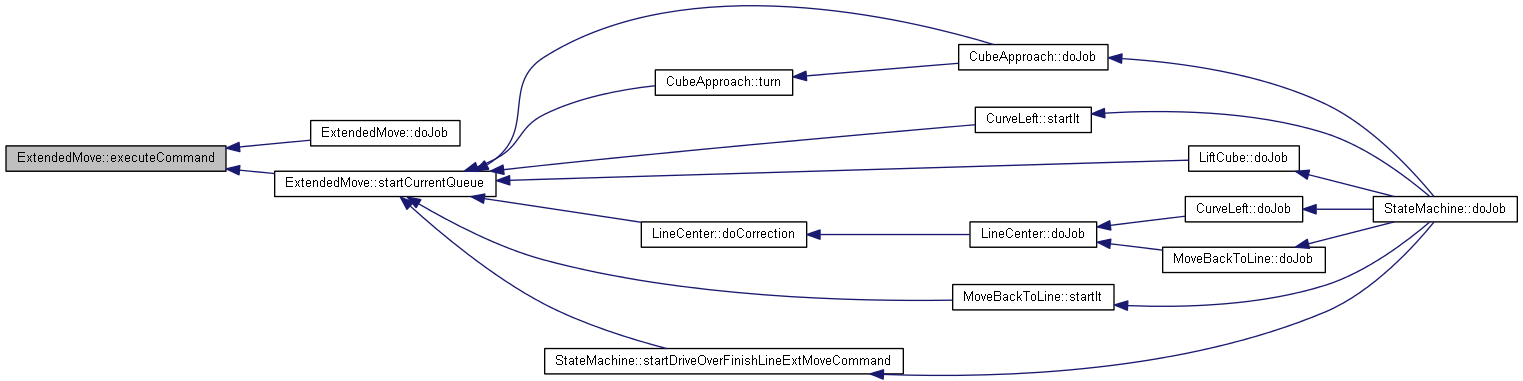 CubeApproach::doJob
CubeApproach::turn
CurveLeft::startIt
ExtendedMove::doJob
ExtendedMove::executeCommand
LiftCube::doJob
ExtendedMove::startCurrentQueue
CurveLeft::doJob
StateMachine::doJob
LineCenter::doCorrection
LineCenter::doJob
MoveBackToLine::doJob
MoveBackToLine::startIt
StateMachine::startDriveOverFinishLineExtMoveCommand